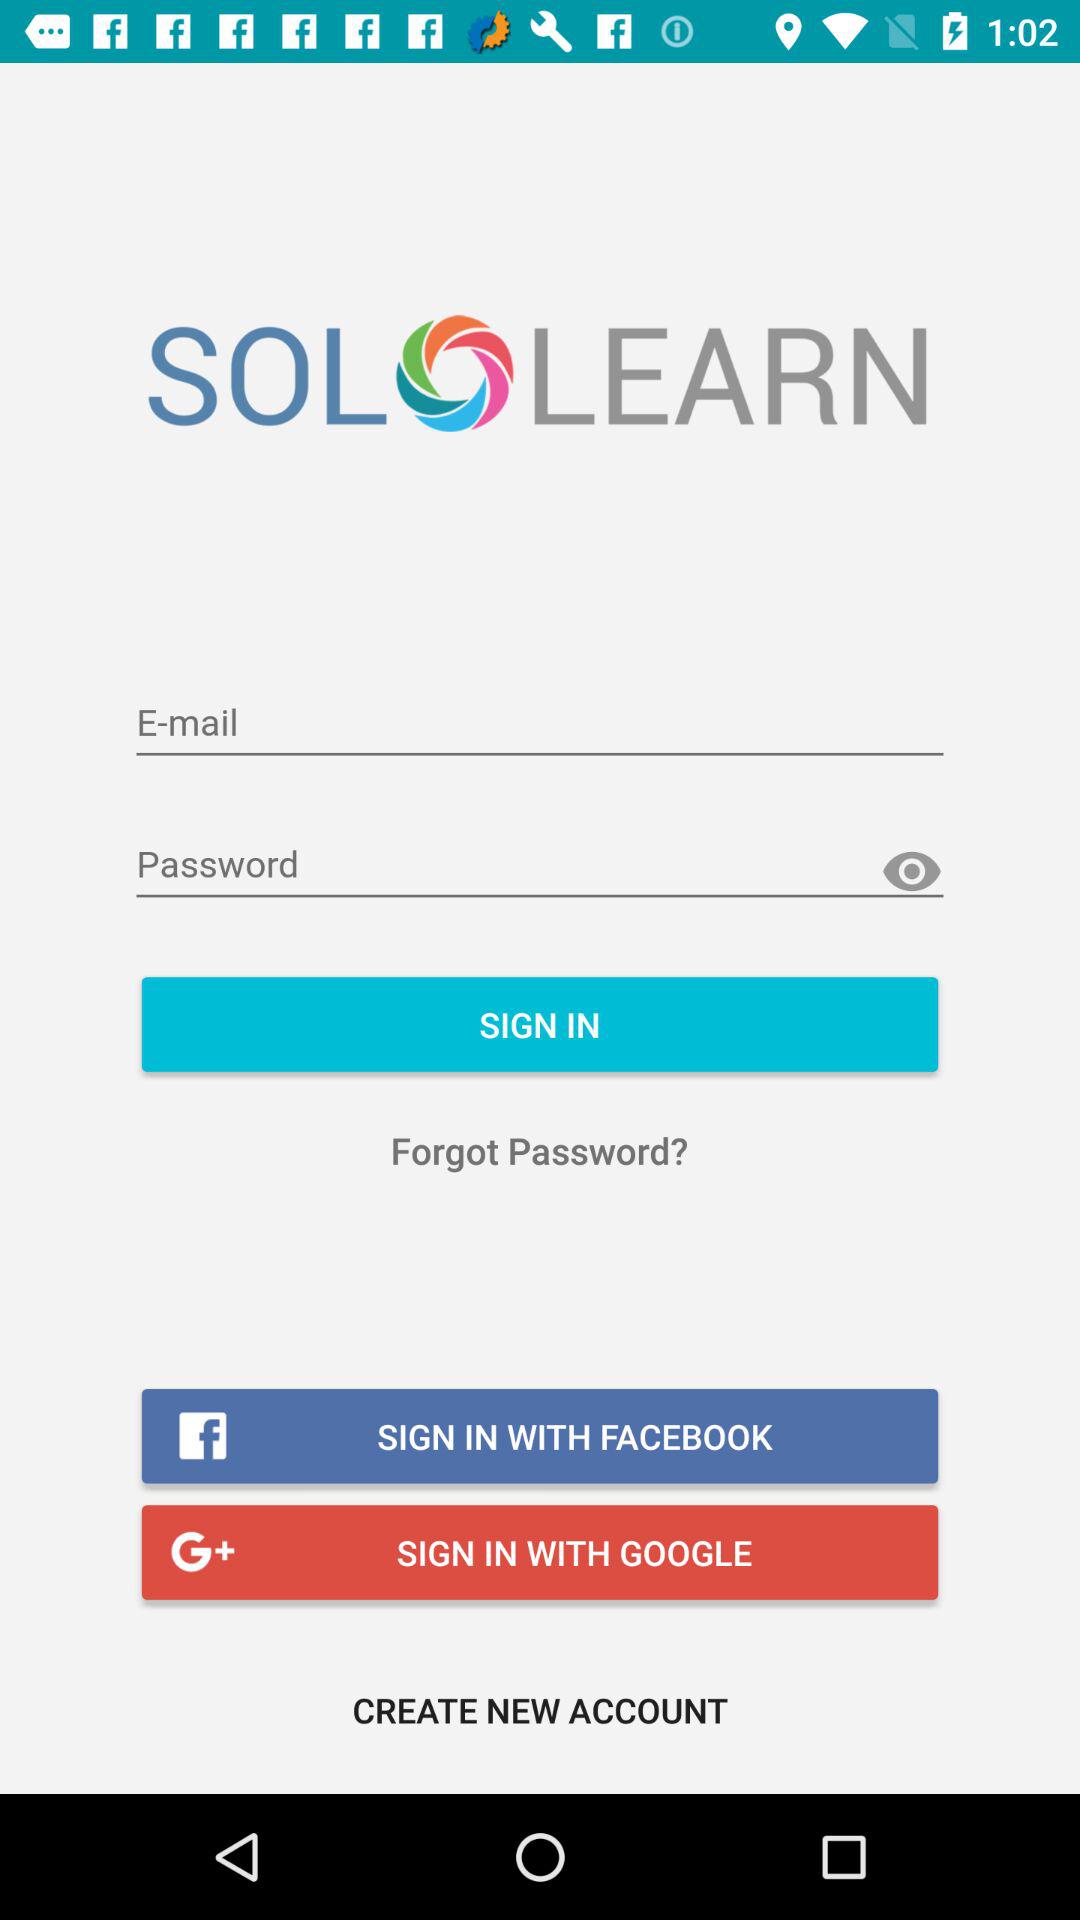 1:02
SOLOLEARN
E-mail
Password
SIGN IN
Forgot Password?
SIGN IN WITH FACEBOOK
G+ SIGN IN WITH GOOGLE
CREATE NEW ACCOUNT